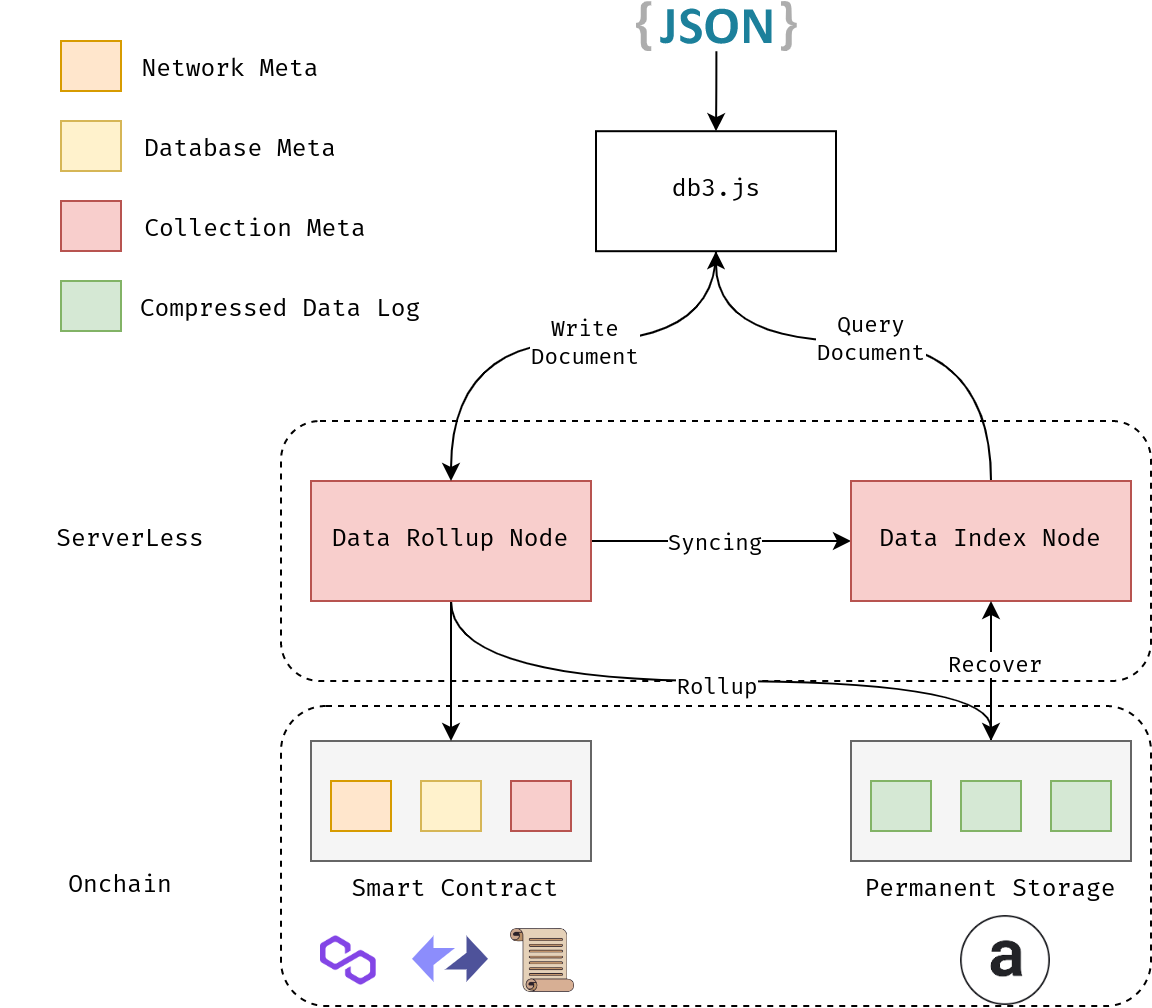 {JSON}
Network Meta
Database Meta
db3.js
Collection Meta
Compressed Data Log
Write
Document
Query
Document
ServerLess
Data Rollup Node
Syncing
Data Index Node
Recover
Rollup
Onchain
Smart Contract
Permanent Storage
a